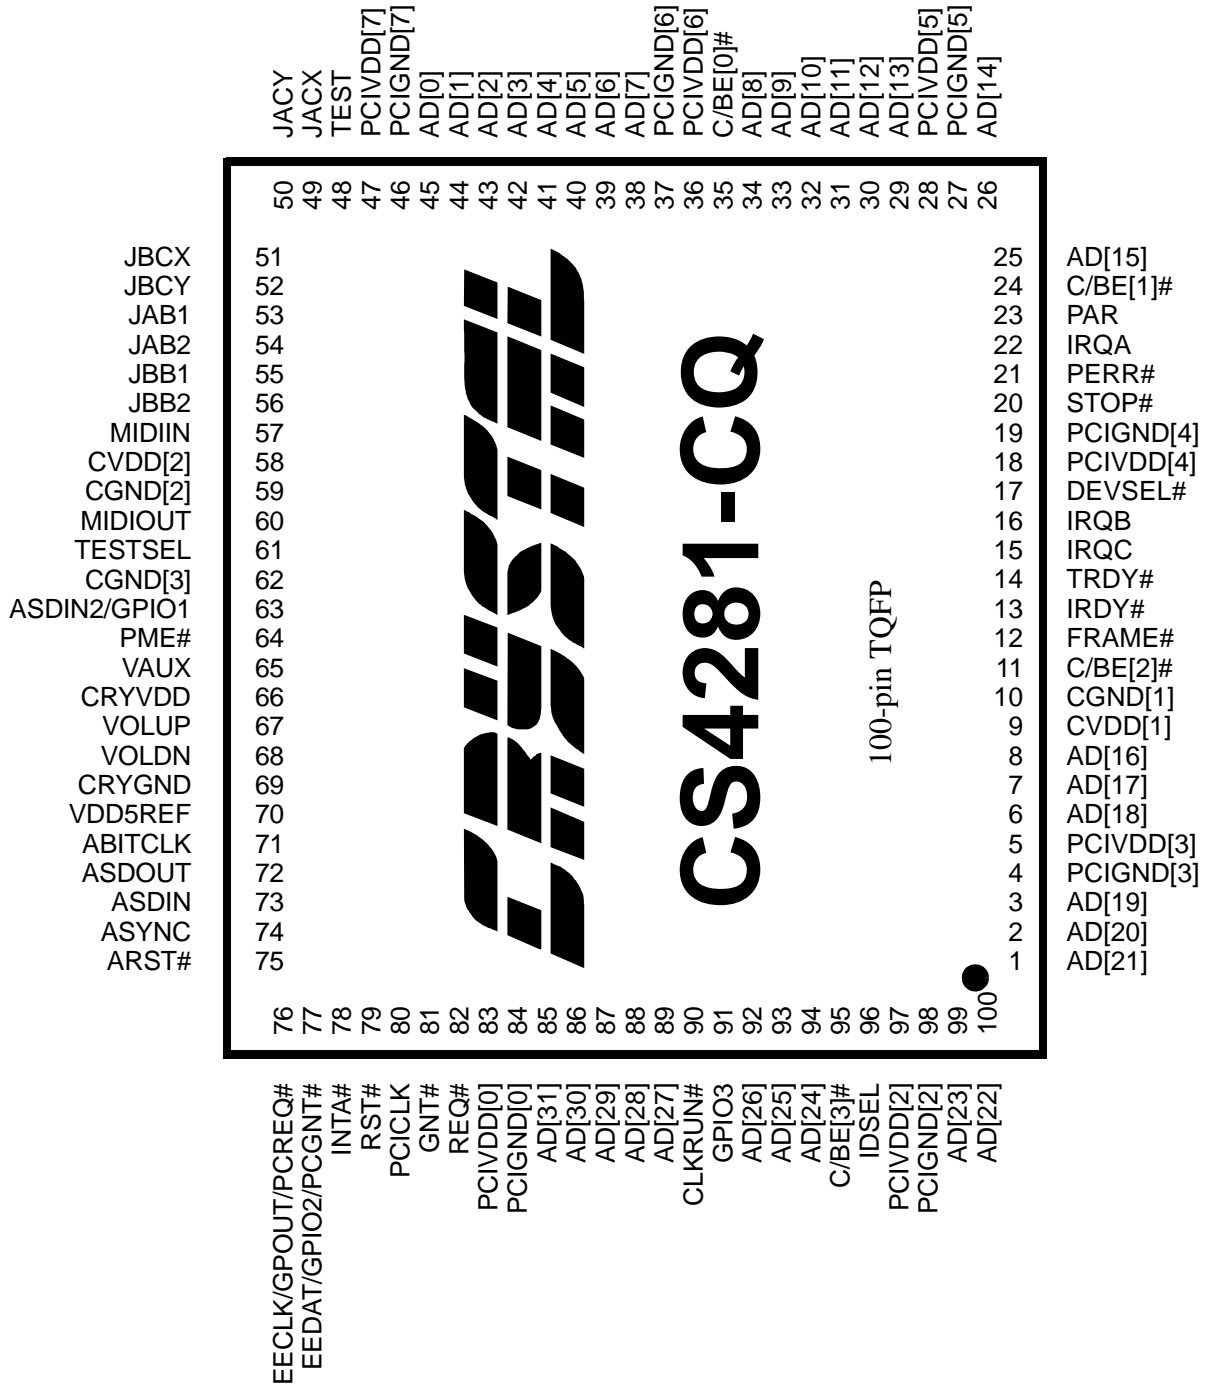 JACY
JACX
TEST
PCIVDD[7]
PCIGND[7]
AD[0]
AD[1]
AD[2]
AD[3]
AD[4]
AD[5]
AD[6]
AD[7]
PCIGND[6]
PCIVDD[6]
C/BE[0]#
AD[8]
AD[9]
AD[10]
AD[11]
AD[12]
AD[13]
PCIVDD[5]
PCIGND[5]
AD[14]
50 49 48 47 46 45 44 43 42 41 40 39 38 37 36 35 34 33 32 31 30 29 28 27 26
JBCX 51
JBCY 52
JAB1 53
JAB2 54
JBB1 55
JBB2 56
MIDIIN 57
CVDD[2] 58
CGND[2] 59
MIDIOUT 60
TESTSEL 61
CGND[3] 62
ASDIN2/GPIO1 63
PME# 64
VAUX 65
CRYVDD 66
VOLUP 67
VOLDN 68
CRYGND 69
VDD5REF 70
ABITCLK 71
ASDOUT 72
ASDIN 73
ASYNC 74
ARST# 75
CRYSTAL
CS4281-CQ
100-pin TQFP
25 AD[15]
24 C/BE[1]#
23 PAR
22 IRQA
21 PERR#
20 STOP#
19 PCIGND[4]
18 PCIVDD[4]
17 DEVSEL#
16 IRQB
15 IRQC
14 TRDY#
13 IRDY#
12 FRAME#
11 C/BE[2]#
10 CGND[1]
9 CVDD[1]
8 AD[16]
7 AD[17]
6 AD[18]
5 PCIVDD[3]
4 PCIGND[3]
3 AD[19]
2 AD[20]
1 AD[21]
76 77 78 79 80 81 82 83 84 85 86 87 88 89 90 91 92 93 94 95 96 97 98 99 100
EECLK/GPOUT/PCREQ#
EEDAT/GPIO2/PCGNT#
INTA#
RST#
PCICLK
GNT#
REQ#
PCIVDD[0]
PCIGND[0]
AD[31]
AD[30]
AD[29]
AD[28]
AD[27]
CLKRUN#
GPIO3
AD[26]
AD[25]
AD[24]
C/BE[3]#
IDSEL
PCIVDD[2]
PCIGND[2]
AD[23]
AD[22]